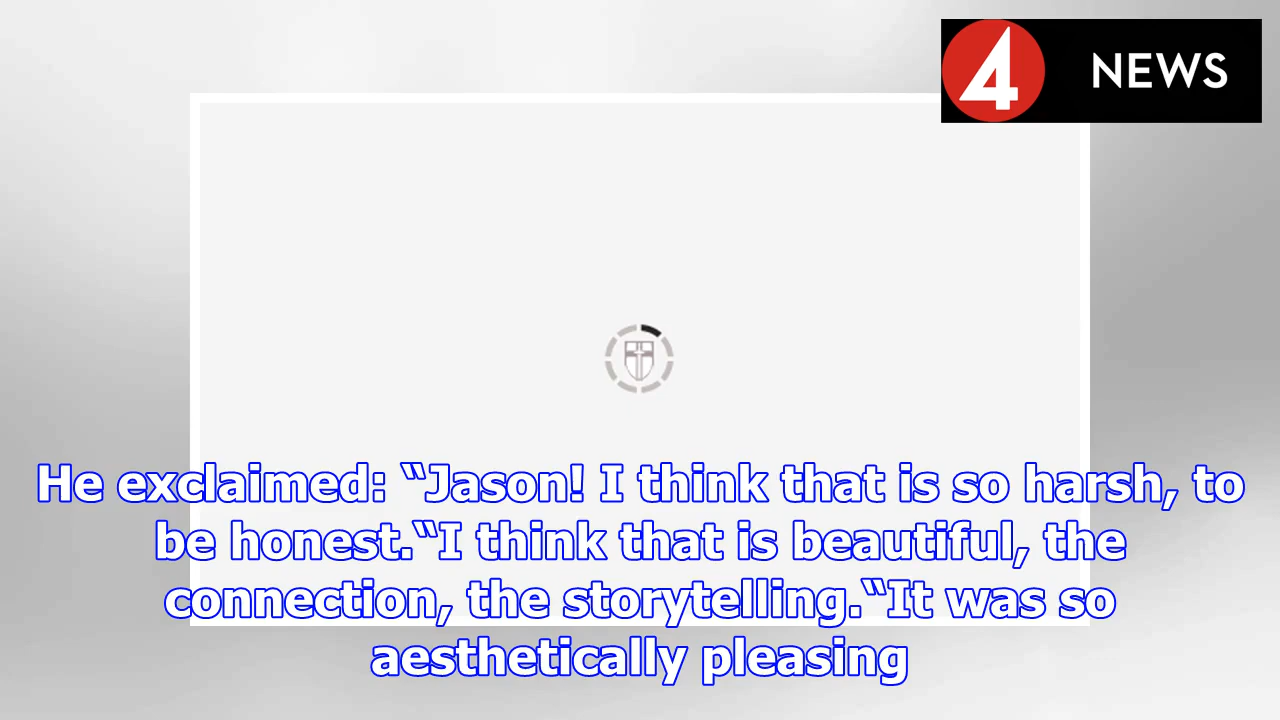 4 NEWS
He exclaimed: “Jason! I think that is so harsh, to
be honest.“I think that is beautiful, the
connection, the storytelling.“It was so
aesthetically pleasing